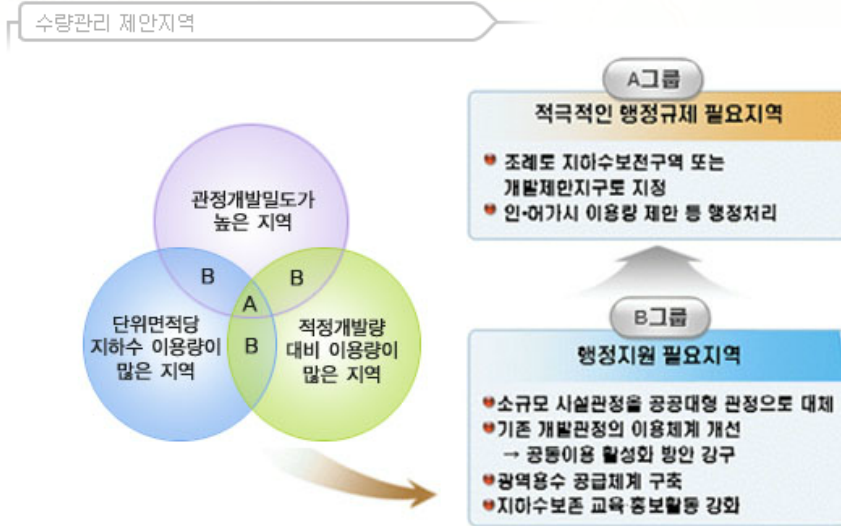 수량관리 제안지역
관정개발밀도가
높은 지역
B
B
A
단위면적당
지하수 이용량이
많은 지역
B
적정개발량
대비 이용량이
많은 지역
A그룹
적극적인 행정규제 필요지역
조례로 지하수보전구역 또는
개발제한지구로 지정
인·허가시 이용량 제한 등 행정처리
B그룹
행정지원 필요지역
소규모 시설관정을 공공대형 관정으로 대체
기존 개발관정의 이용체계 개선
→ 공동이용 활성화 방안 강구
광역용수 공급체계 구축
지하수보존 교육·홍보활동 강화